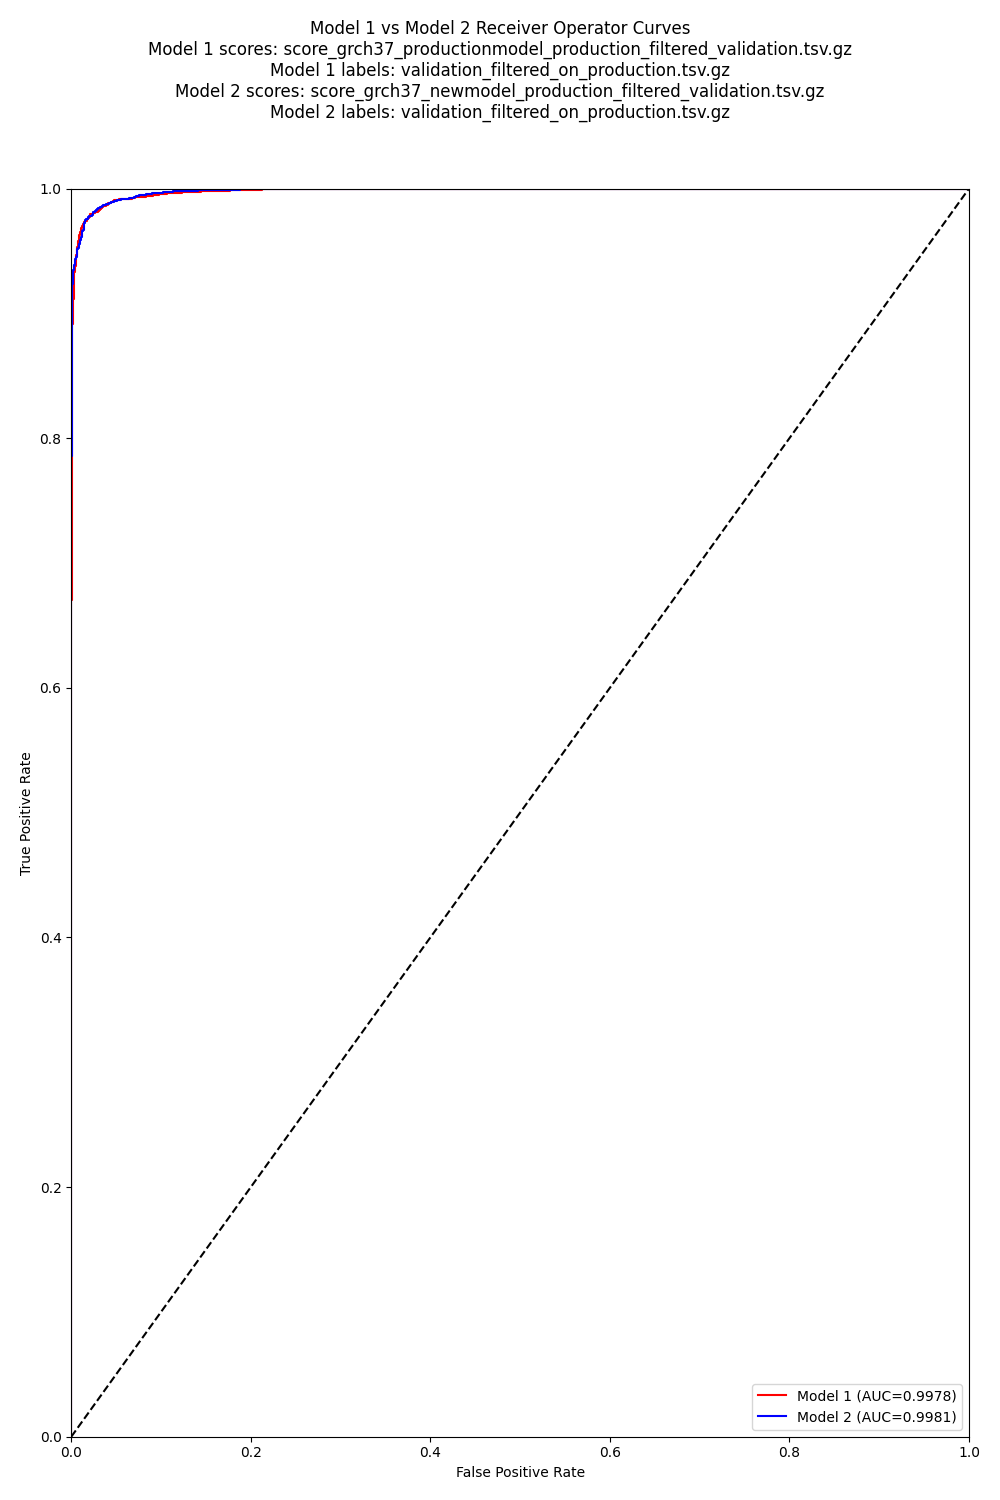 Model 1 vs Model 2 Receiver Operator Curves
Model 1 scores: score_grch37_productionmodel_production_filtered_validation.tsv.gz
Model 1 labels: validation_filtered_on_production.tsv.gz
Model 2 scores: score_grch37_newmodel_production_filtered_validation.tsv.gz
Model 2 labels: validation_filtered_on_production.tsv.gz
1.0
0.8
0.6
0.4
0.2
0.0
True Positive Rate
Model 1 (AUC=0.9978)
Model 2 (AUC=0.9981)
0.0 0.2 0.4 0.6 0.8 1.0
False Positive Rate